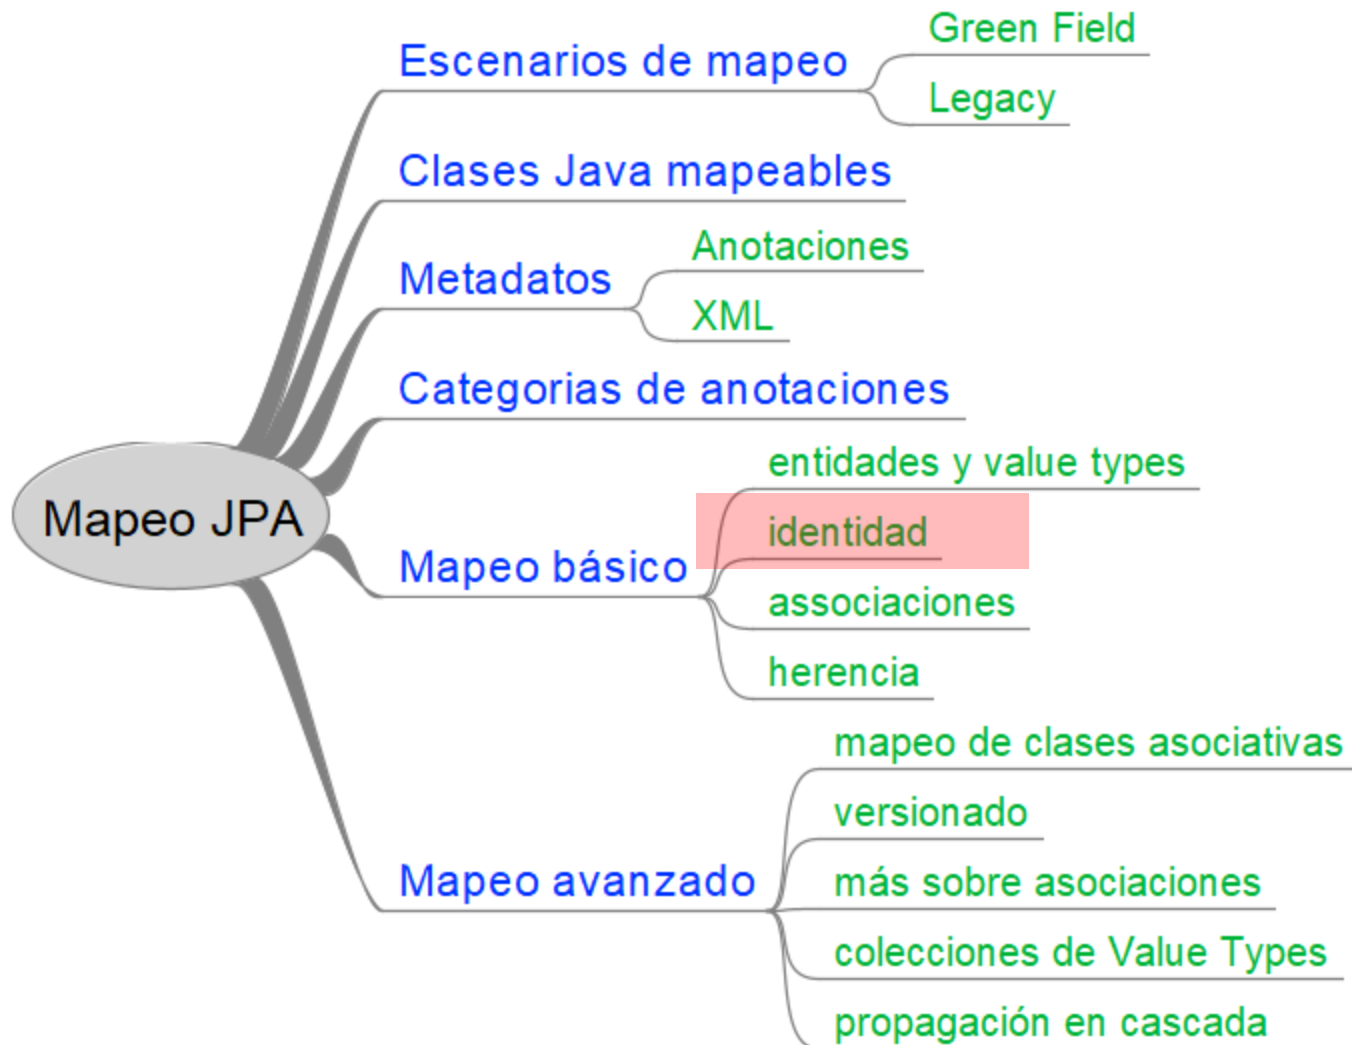 Green Field
Escenarios de mapeo
Legacy
Clases Java mapeables
Anotaciones
Metadatos
XML
Categorias de anotaciones
entidades y value types
Mapeo JPA
identidad
Mapeo básico
associaciones
herencia
mapeo de clases asociativas
versionado
Mapeo avanzado
más sobre asociaciones
colecciones de Value Types
propagación en cascada